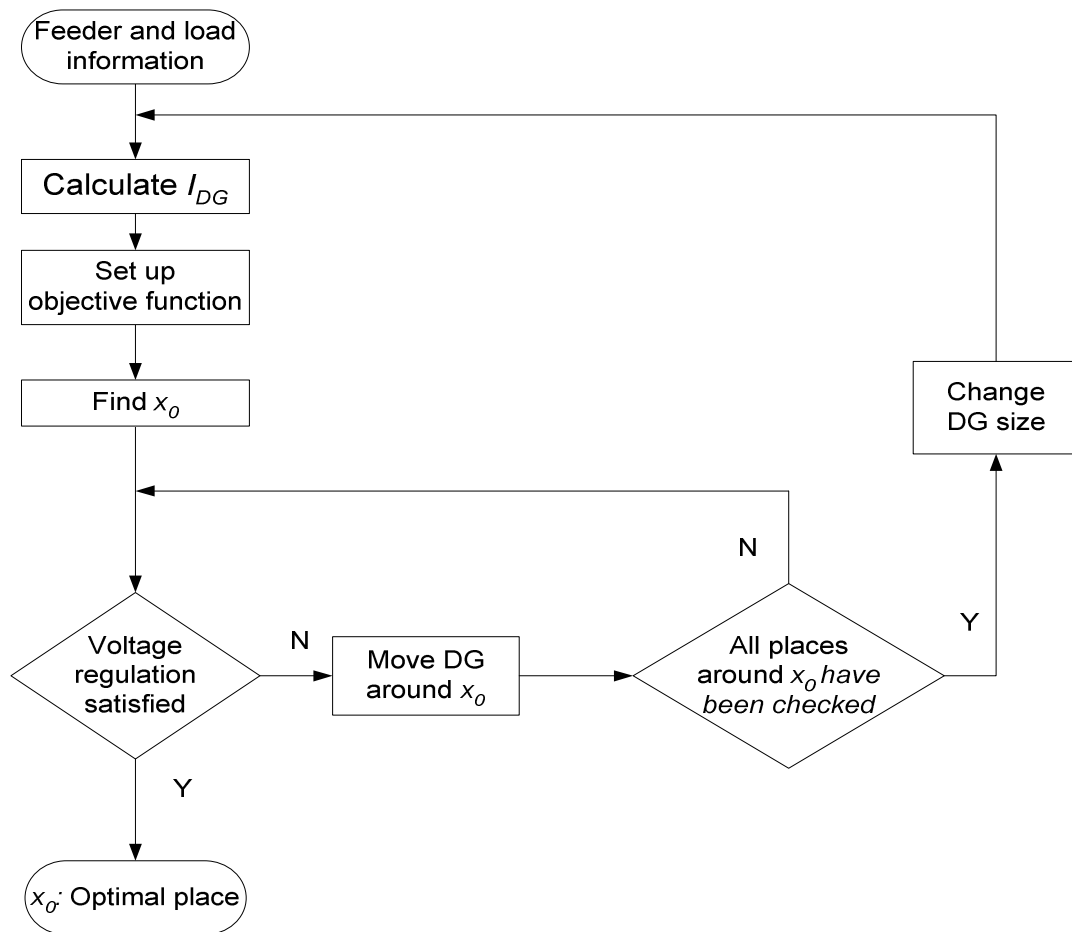 Feeder and load
information
Calculate I_DG
Set up
objective function
Find x_0
Change
DG size
N
Voltage
regulation
satisfied
N
Move DG
around x_0
All places
around x_0 have
been checked
Y
Y
x_0: Optimal place